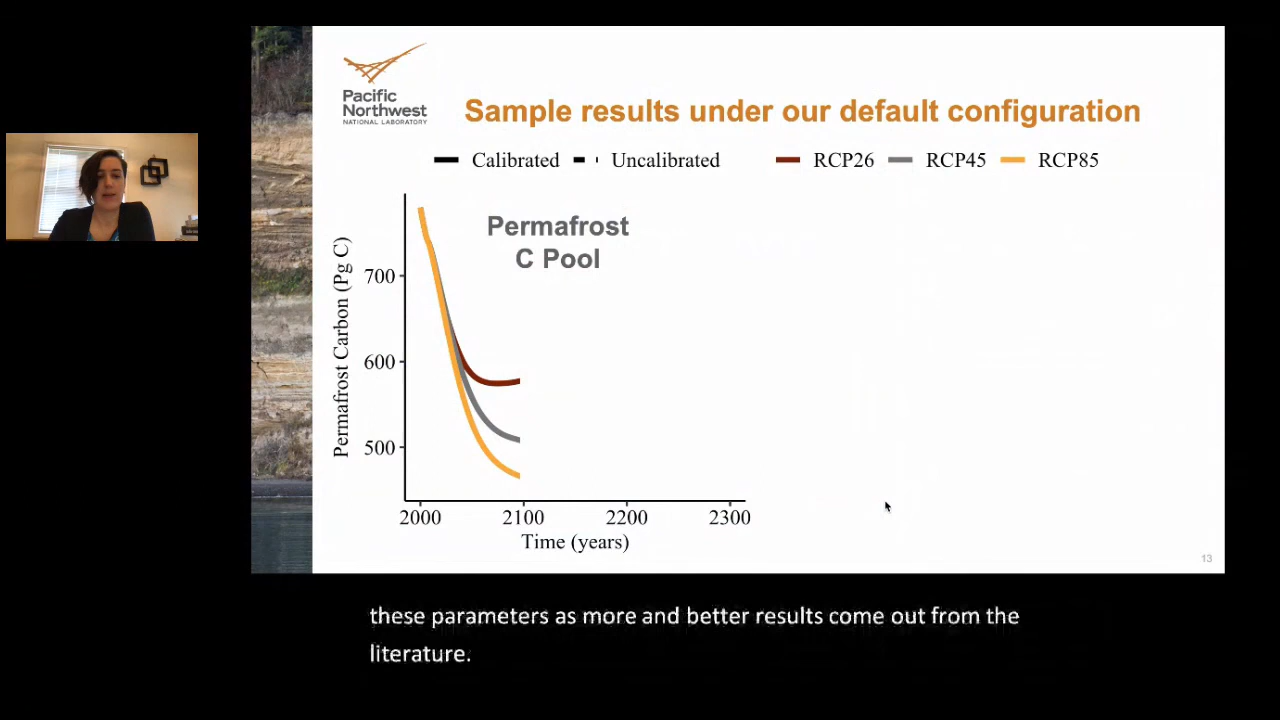 Pacific
Northwest
NATIONAL LABORATORY
Sample results under our default configuration
Calibrated Uncalibrated RCP26 RCP45 RCP85
Permafrost
C Pool
Permafrost Carbon (Pg C)
700
600
500
2000 2100 2200 2300
Time (years)
13
these parameters as more and better results come out from the
literature.